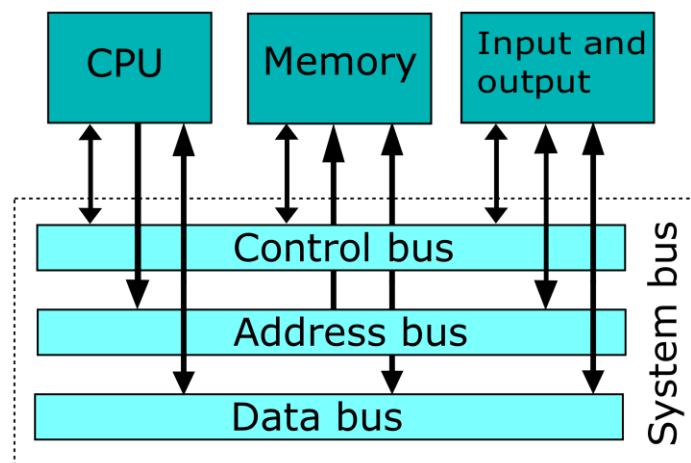 CPU
Memory
Input and
output
Control bus
Address bus
Data bus
System bus